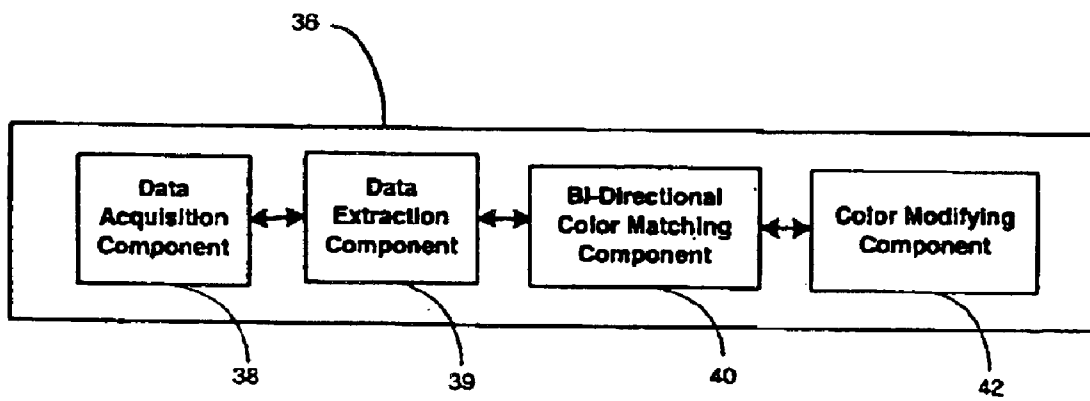 36
Data
Acquisition
Component
Data
Extraction
Component
Bi-Directional
Color Matching
Component
Color Modifying
Component
38
39
40
42